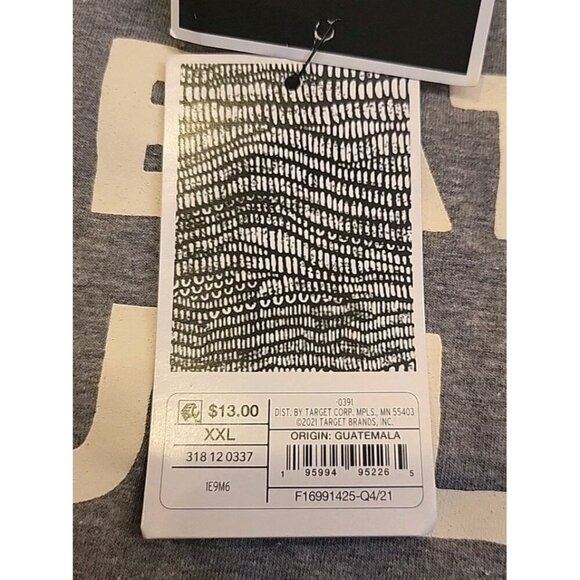 $13.00
XXL
318 12 0337
1E9M6
0391
DIST. BY TARGET CORP. MPLS., MN 55403
©2021 TARGET BRANDS, INC.
ORIGIN: GUATEMALA
1 95994 95226 5
F16991425-Q4/21